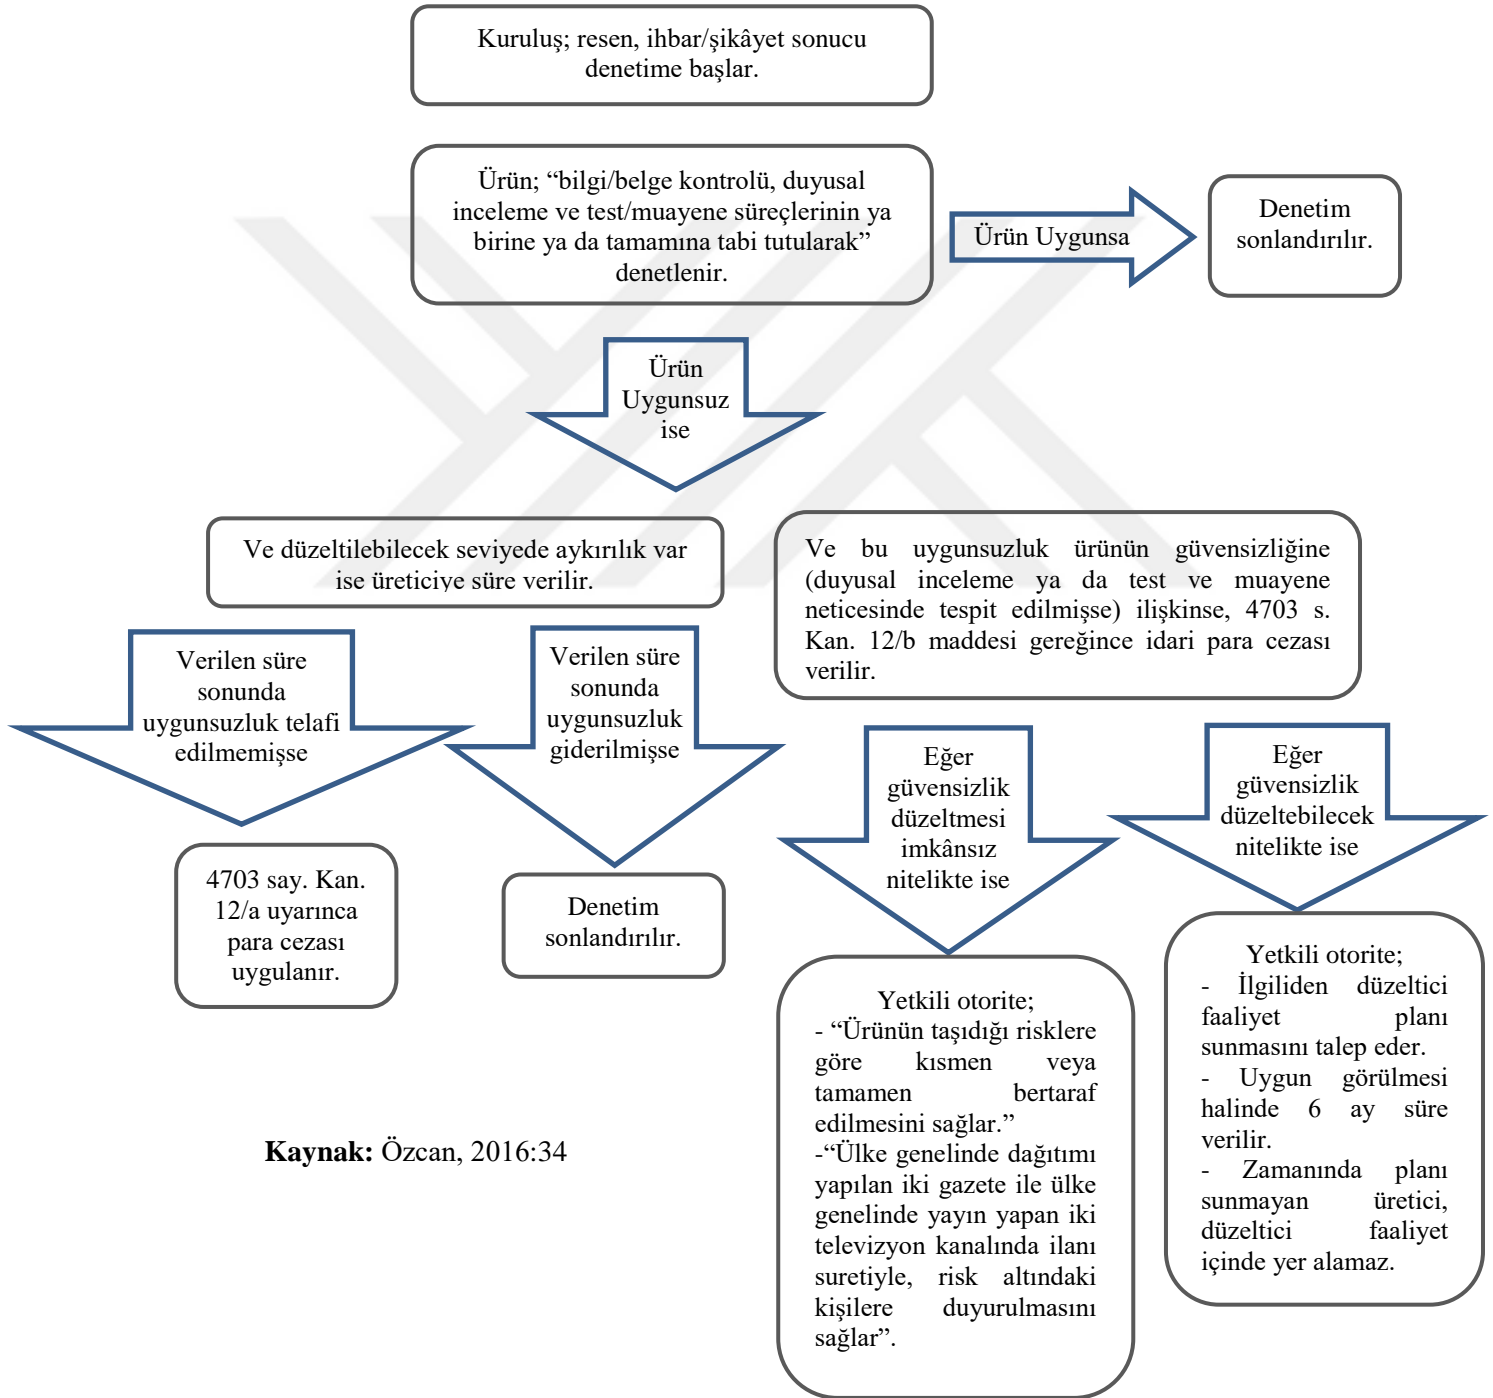 Kuruluş; resen, ihbar/şikâyet sonucu
denetime başlar.
Ürün; “bilgi/belge kontrolü, duyusal
inceleme ve test/muayene süreçlerinin ya
birine ya da tamamına tabi tutularak”
denetlenir.
Ürün Uygunsa
Denetim
sonlandırılır.
Ürün
Uygunsuz
ise
Ve düzeltilebilecek seviyede aykırılık var
ise üreticiye süre verilir.
Ve bu uygunsuzluk ürünün güvensizliğine
(duyusal inceleme ya da test ve muayene
neticesinde tespit edilmişse) ilişkinse, 4703 s.
Kan. 12/b maddesi gereğince idari para cezası
verilir.
Verilen süre
sonunda
uygunsuzluk telafi
edilmemişse
Verilen süre
sonunda
uygunsuzluk
giderilmişse
Eğer
güvensizlik
düzeltmesi
imkânsız
nitelikte ise
Eğer
güvensizlik
düzeltebilecek
nitelikte ise
4703 say. Kan.
12/a uyarınca
para cezası
uygulanır.
Denetim
sonlandırılır.
Yetkili otorite;
- “Ürünün taşıdığı risklere
göre kısmen veya
tamamen bertaraf
edilmesini sağlar.”
-“Ülke genelinde dağıtımı
yapılan iki gazete ile ülke
genelinde yayın yapan iki
televizyon kanalında ilanı
suretiyle, risk altındaki
kişilere duyurulmasını
sağlar”.
Yetkili otorite;
- İlgiliden düzeltici
faaliyet planı
sunmasını talep eder.
- Uygun görülmesi
halinde 6 ay süre
verilir.
- Zamanında planı
sunmayan üretici,
düzeltici faaliyet
içinde yer alamaz.
Kaynak: Özcan, 2016:34